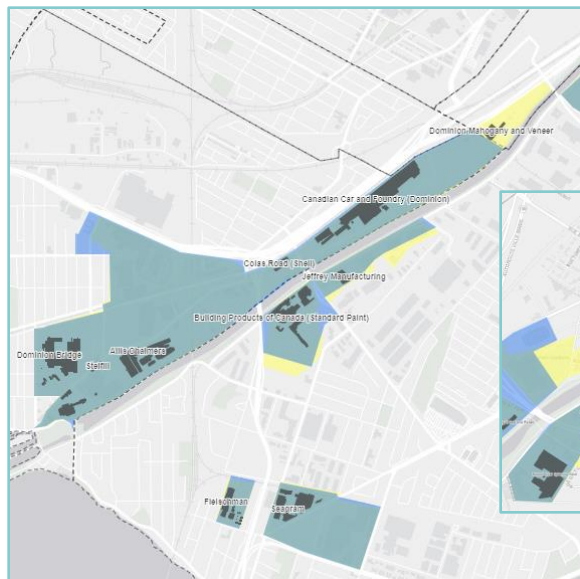 Dominion Mahogany and Veneer
Canadian Car and Foundry (Dominion)
Colas Road (Shell)
Jeffrey Manufacturing
Building Products of Canada (Standard Paint)
Dominion Bridge
Allis Chalmers
Stelfil
Fleischman
Seagram